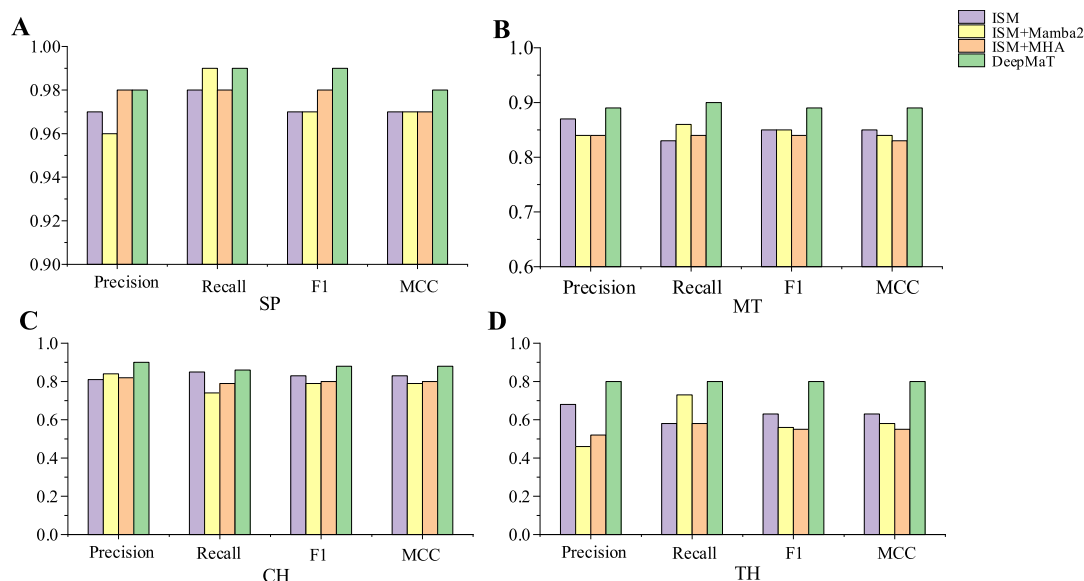 ISM
ISM+Mamba2
ISM+MHA
DeepMaT
A
1.00
0.98
0.96
0.94
0.92
0.90
Precision
Recall
F1
MCC
SP
B
1.0
0.9
0.8
0.7
0.6
Precision
Recall
F1
MCC
MT
C
1.0
0.8
0.6
0.4
0.2
0.0
Precision
Recall
F1
MCC
CH
D
1.0
0.8
0.6
0.4
0.2
0.0
Precision
Recall
F1
MCC
TH